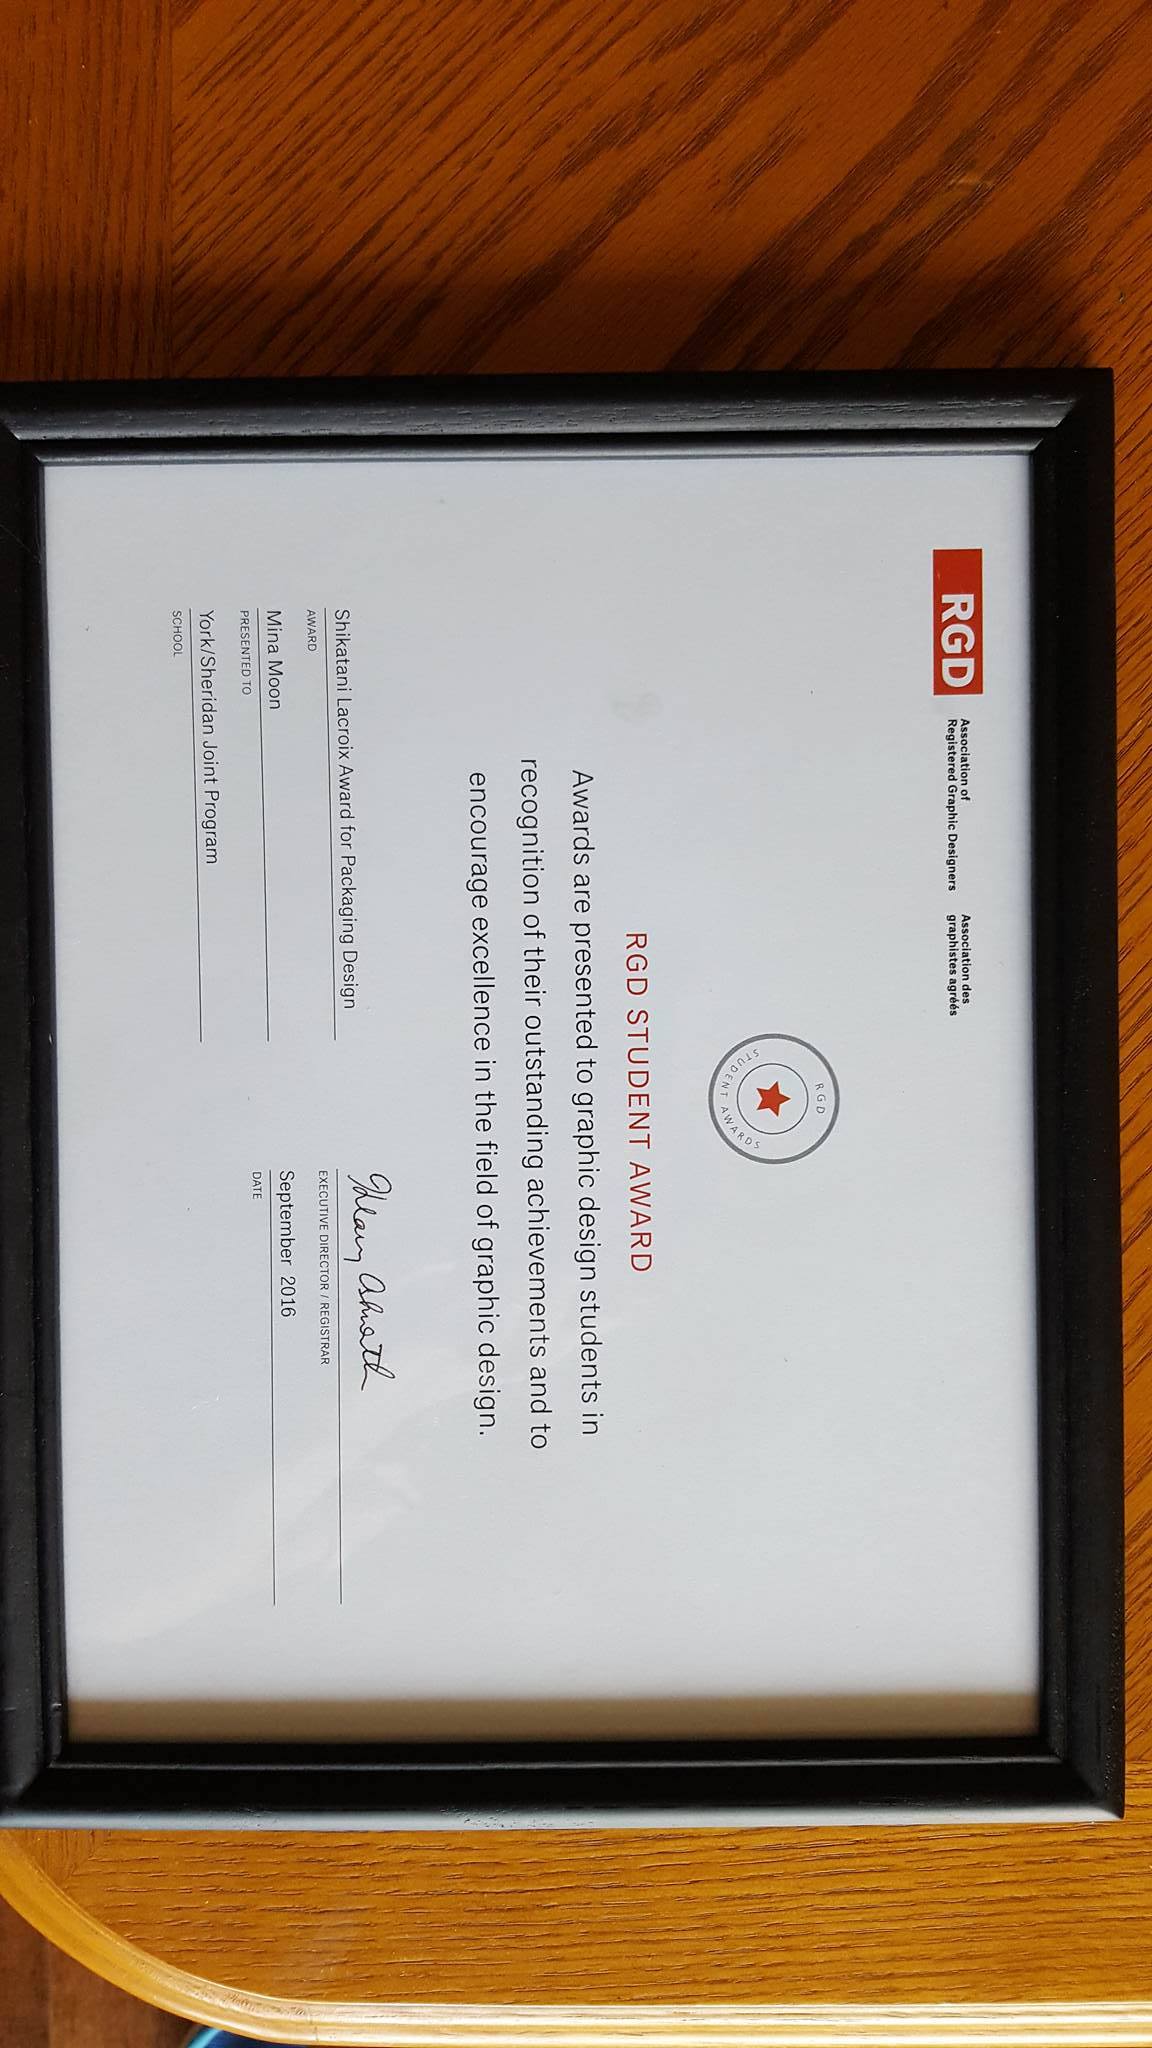 RGD
Association of
Registered Graphic Designers
Association des
graphistes agréés
RGD
STUDENT AWARDS
RGD STUDENT AWARD
Awards are presented to graphic design students in
recognition of their outstanding achievements and to
encourage excellence in the field of graphic design.
Shikatani Lacroix Award for Packaging Design
AWARD
Mina Moon
PRESENTED TO
York/Sheridan Joint Program
SCHOOL
Hilary Ashworth
EXECUTIVE DIRECTOR / REGISTRAR
September 2016
DATE